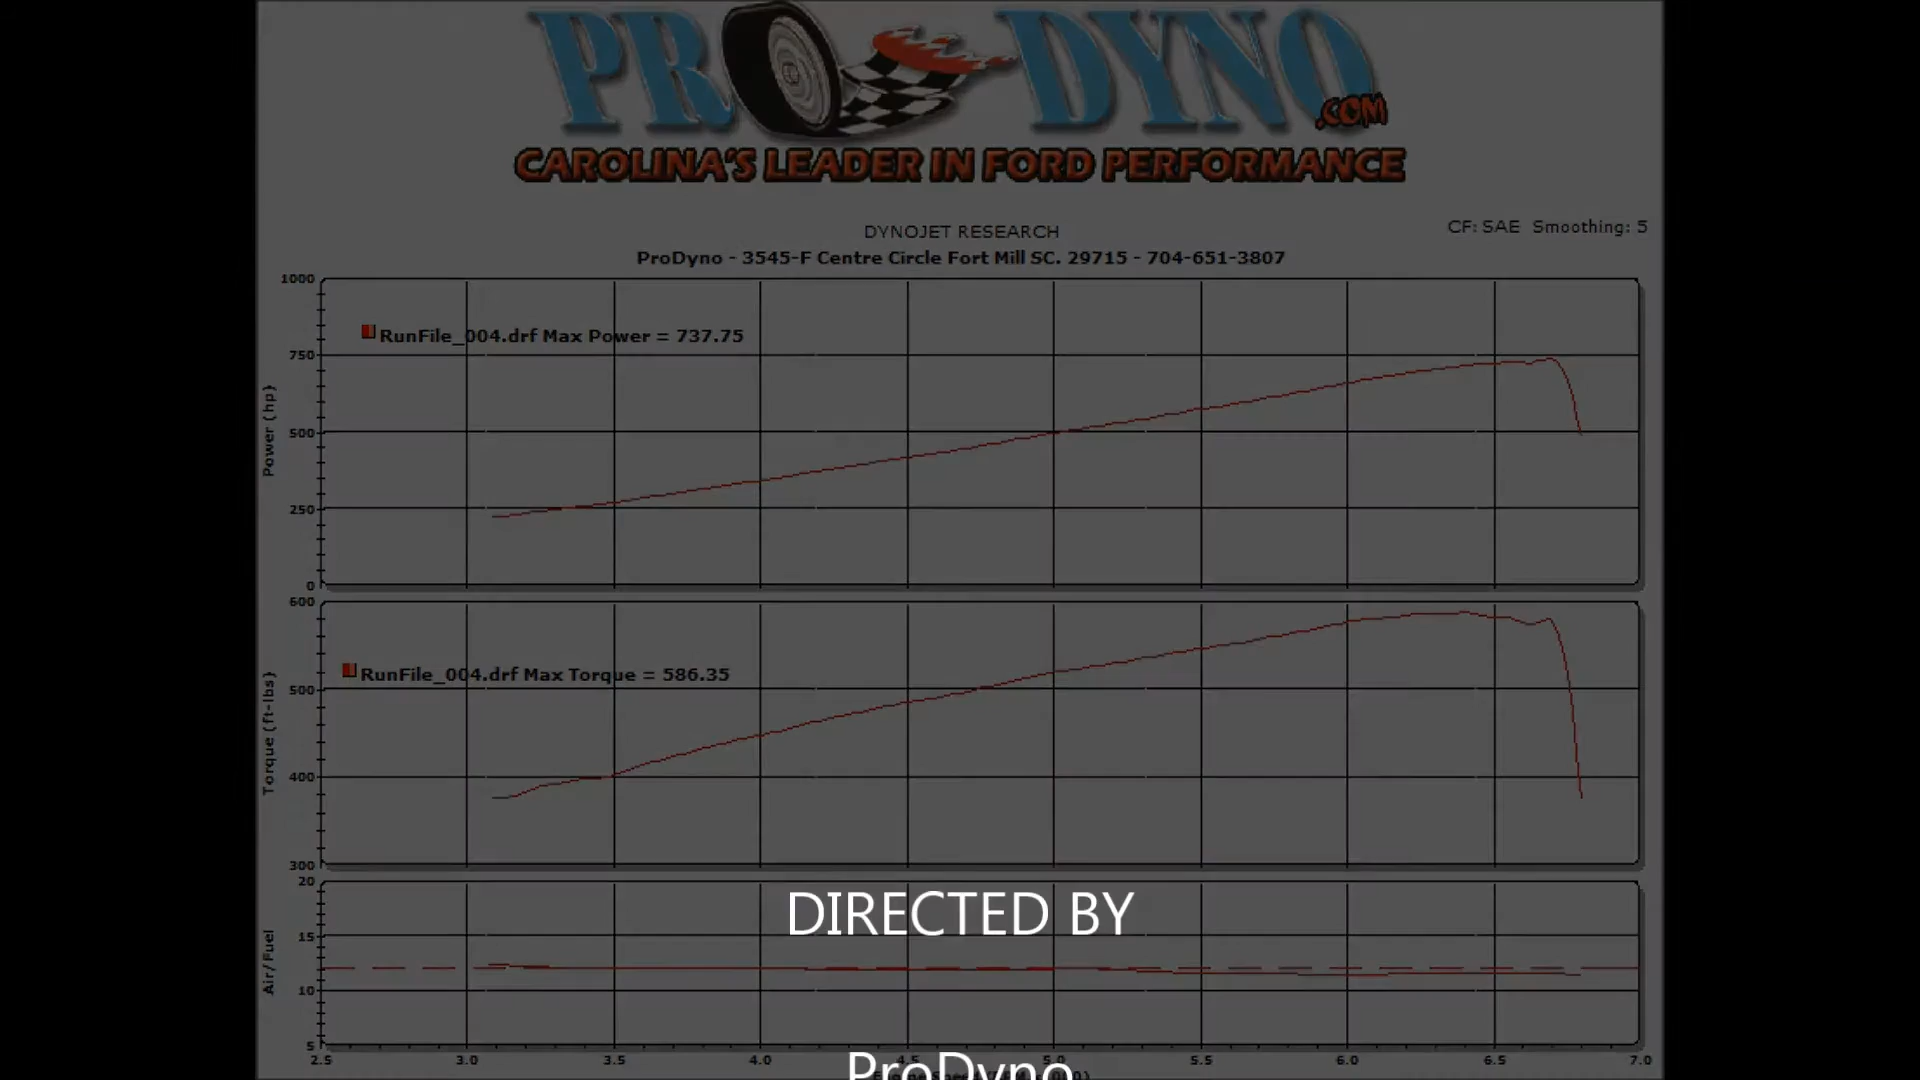 PRO DYNO
.COM
CAROLINA'S LEADER IN FORD PERFORMANCE
CF: SAE Smoothing: 5
DYNOJET RESEARCH
ProDyno - 3545-F Centre Circle Fort Mill SC. 29715 - 704-651-3807
1000
RunFile_004.drf Max Power = 737.75
750
Power (hp)
500
250
0
600
RunFile_004.drf Max Torque = 586.35
500
Torque (ft-lbs)
400
300
20
DIRECTED BY
15
Air/Fuel
10
5
2.5 3.0 3.5 4.0 4.5 5.0 5.5 6.0 6.5 7.0
ProDyno